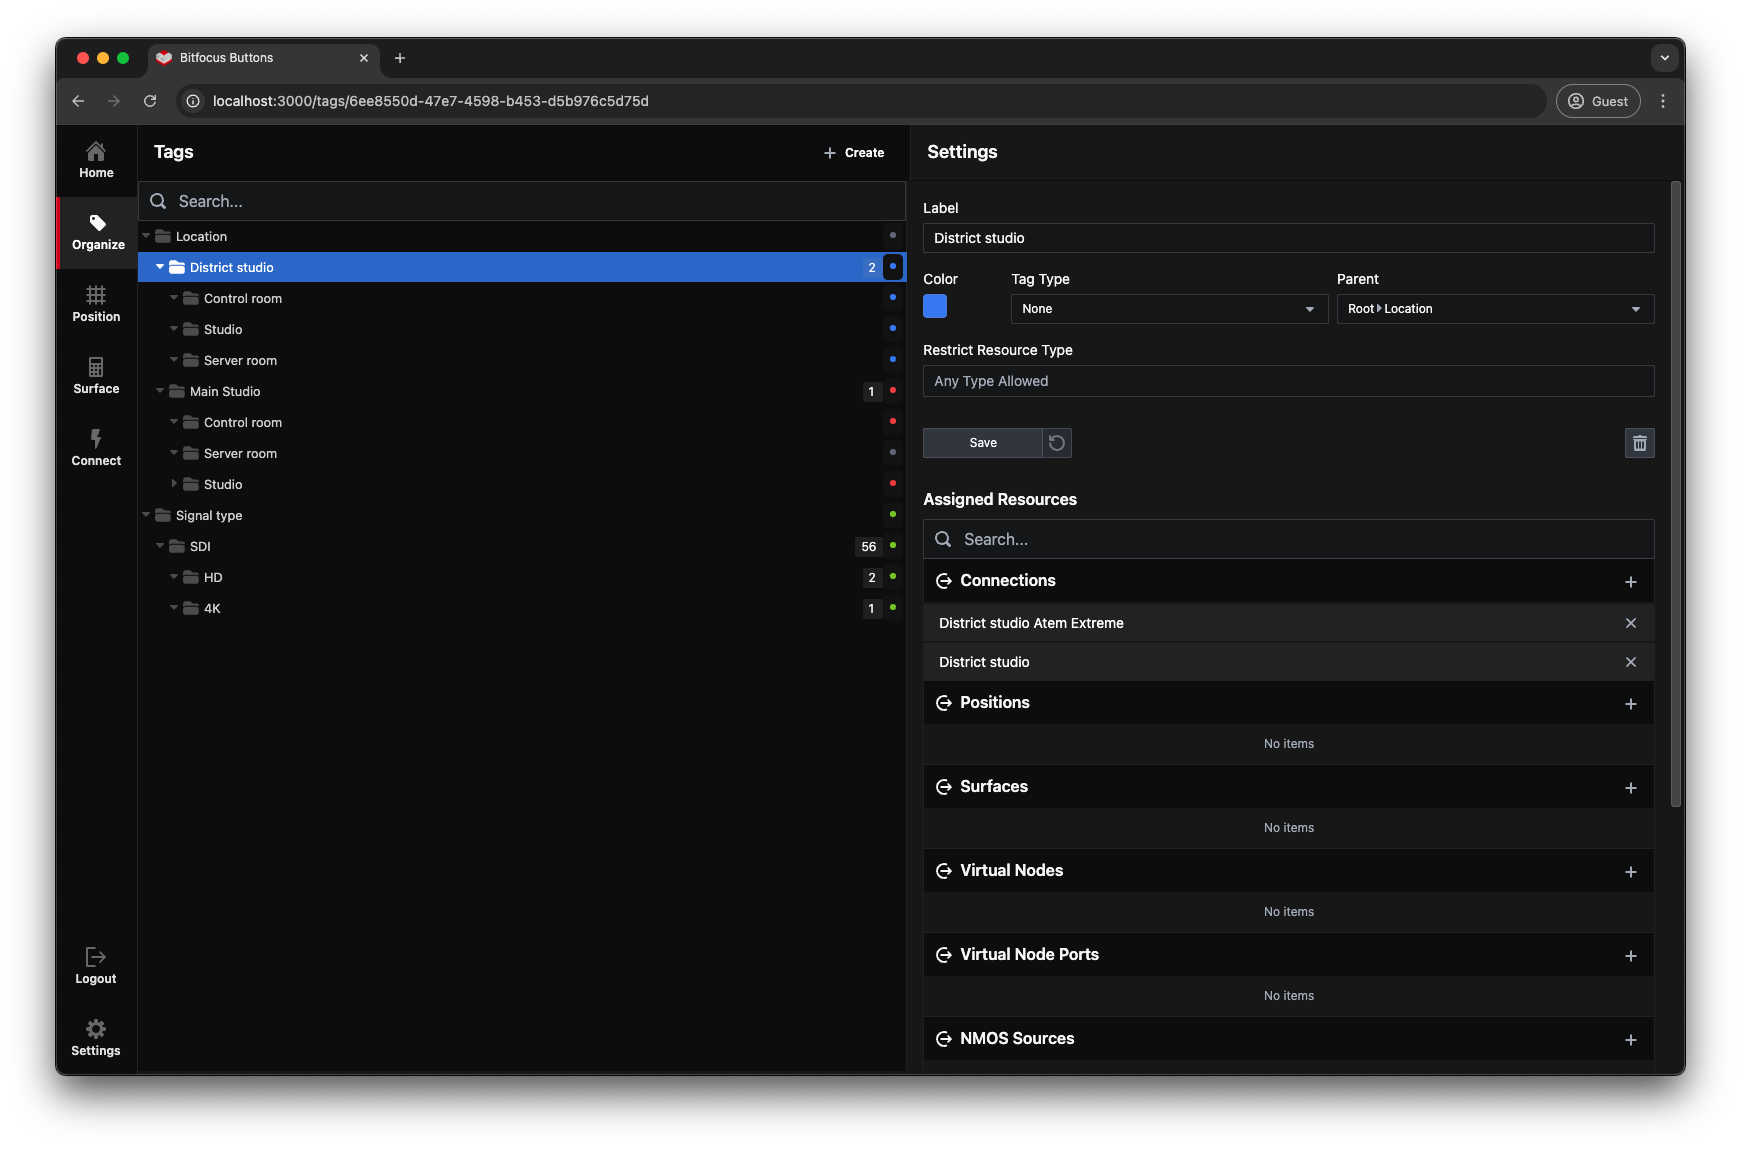 Bitfocus Buttons
localhost:3000/tags/6ee8550d-47e7-4598-b453-d5b976c5d75d
Guest
Home
Organize
Position
Surface
Connect
Logout
Settings
Tags
Create
Search...
Location
District studio 2
Control room
Studio
Server room
Main Studio 1
Control room
Server room
Studio
Signal type
SDI 56
HD 2
4K 1
Settings
Label
District studio
Color Tag Type Parent
None Root Location
Restrict Resource Type
Any Type Allowed
Save
Assigned Resources
Search...
Connections
District studio Atem Extreme
District studio
Positions
No items
Surfaces
No items
Virtual Nodes
No items
Virtual Node Ports
No items
NMOS Sources